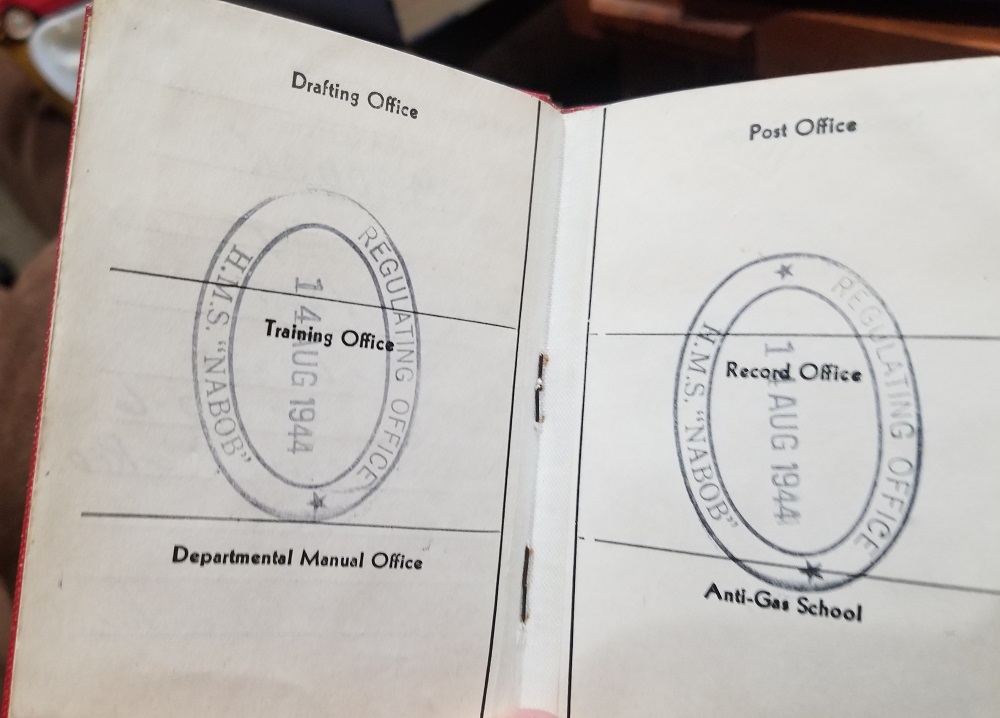 Drafting Office
REGULATING OFFICE
H.M.S. "NABOB"
14 AUG 1944
Training Office
Departmental Manual Office
Post Office
REGULATING OFFICE
H.M.S. "NABOB"
14 AUG 1944
Record Office
Anti-Gas School